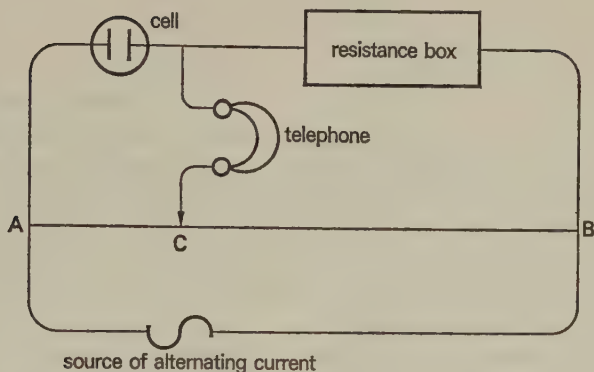 cell
resistance box
telephone
A
C
B
source of alternating current